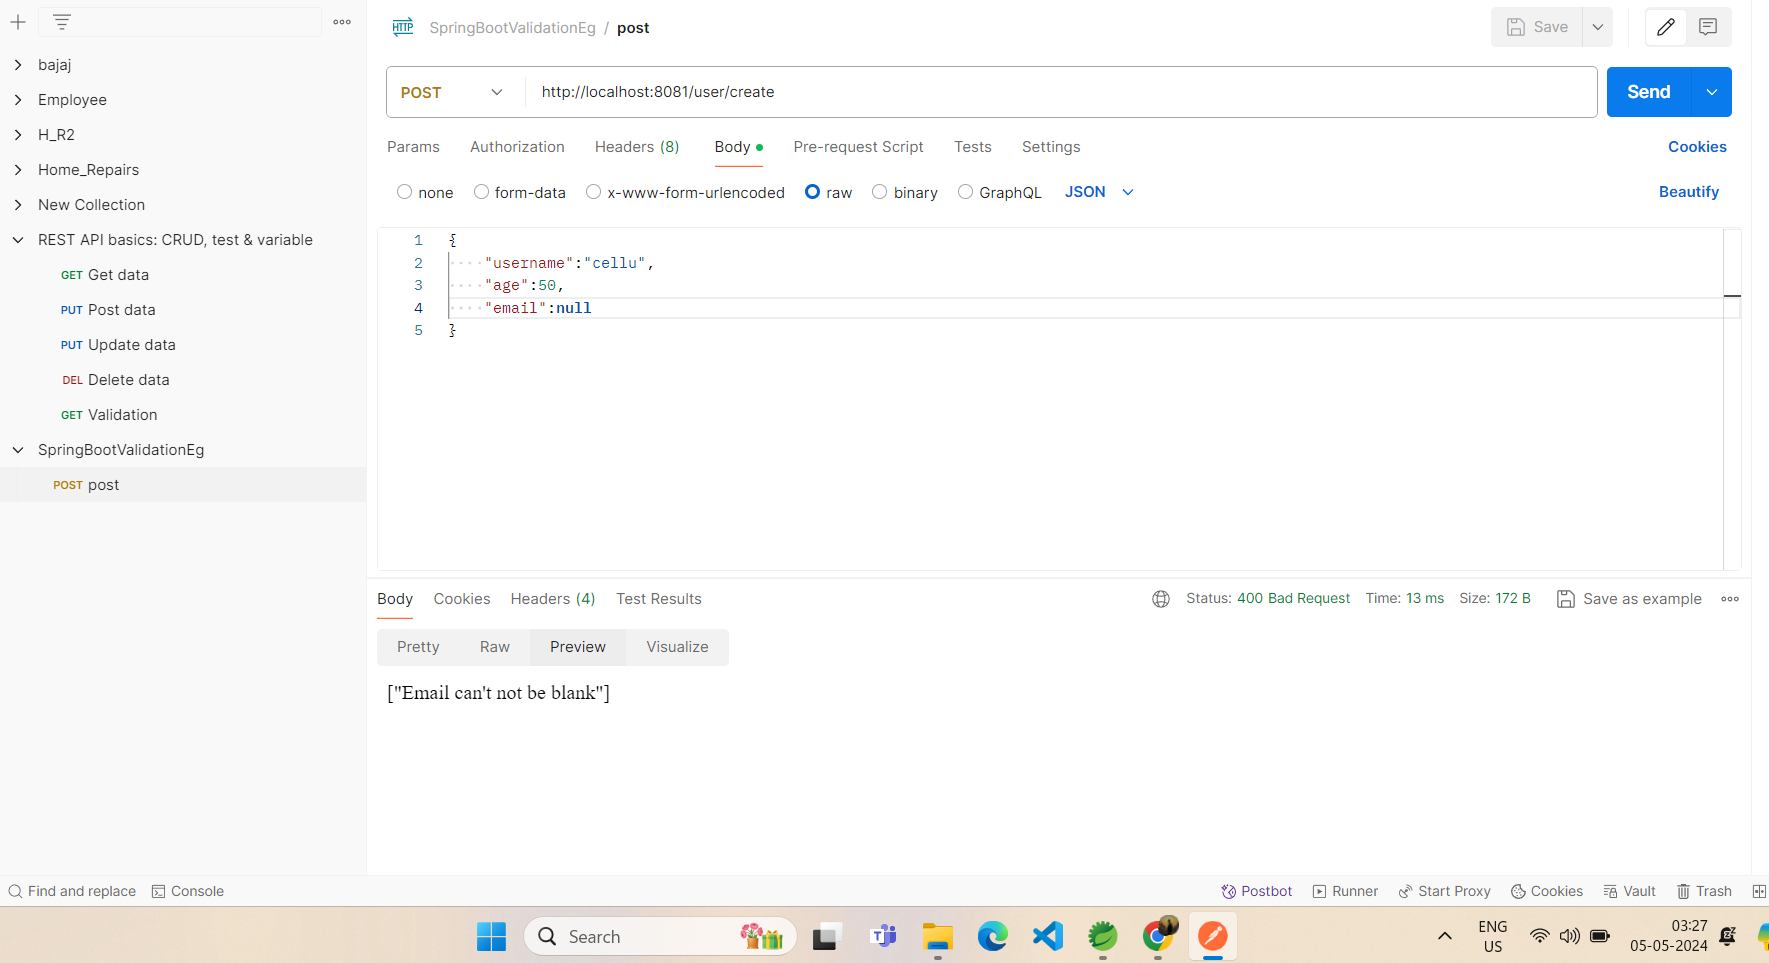 SpringBootValidationEg / post
Save
bajaj
Employee
H_R2
Home_Repairs
New Collection
REST API basics: CRUD, test & variable
GET Get data
PUT Post data
PUT Update data
DEL Delete data
GET Validation
SpringBootValidationEg
POST post
HTTP
POST
http://localhost:8081/user/create
Send
Params Authorization Headers (8) Body Pre-request Script Tests Settings
Cookies
none form-data x-www-form-urlencoded raw binary GraphQL JSON
Beautify
1 {
2 "username":"cellu",
3 "age":50,
4 "email":null
5 }
Body Cookies Headers (4) Test Results
Status: 400 Bad Request Time: 13 ms Size: 172 B Save as example
Pretty Raw Preview Visualize
["Email can't not be blank"]
Find and replace Console
Postbot Runner Start Proxy Cookies Vault Trash
Search
ENG
US
03:27
05-05-2024